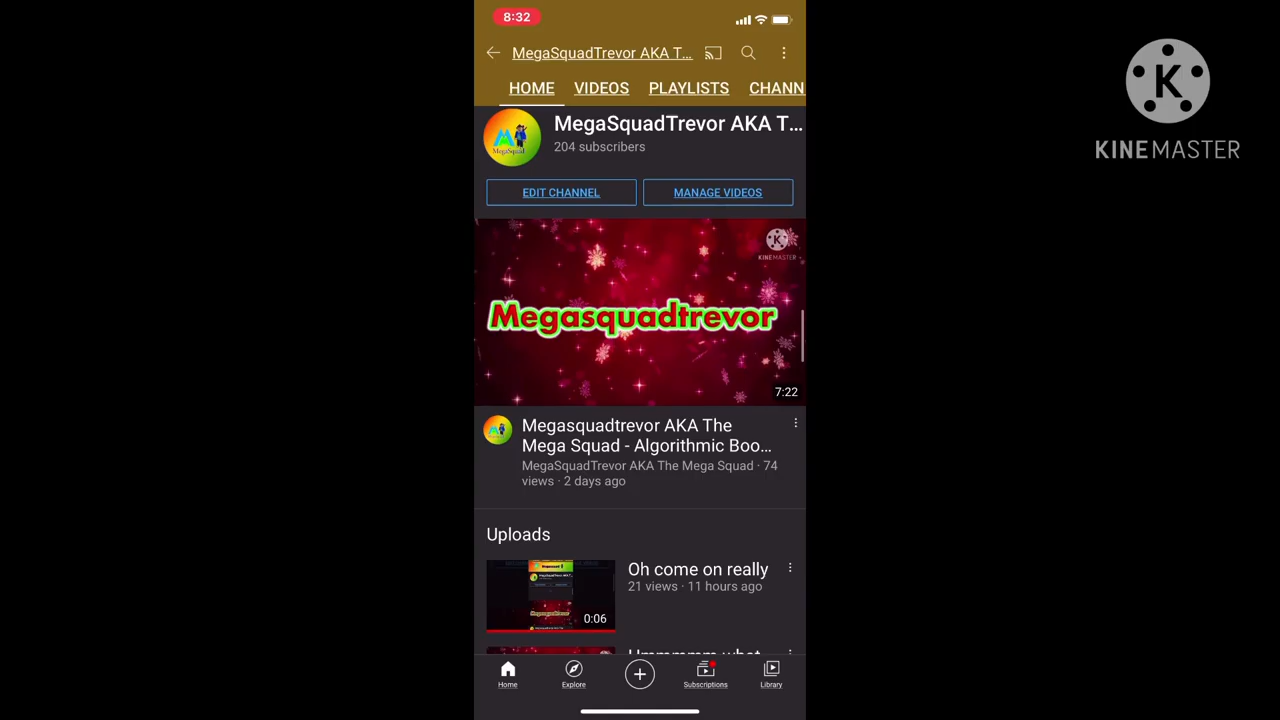 8:32
MegaSquadTrevor AKA T...
HOME VIDEOS PLAYLISTS CHANN
MegaSquadTrevor AKA T...
204 subscribers
EDIT CHANNEL MANAGE VIDEOS
K
KINEMASTER
K
KINEMASTER
Megasquadtrevor
7:22
Megasquadtrevor AKA The
Mega Squad - Algorithmic Boo...
MegaSquadTrevor AKA The Mega Squad · 74
views · 2 days ago
Uploads
Oh come on really
21 views · 11 hours ago
0:06
Home Explore Subscriptions Library